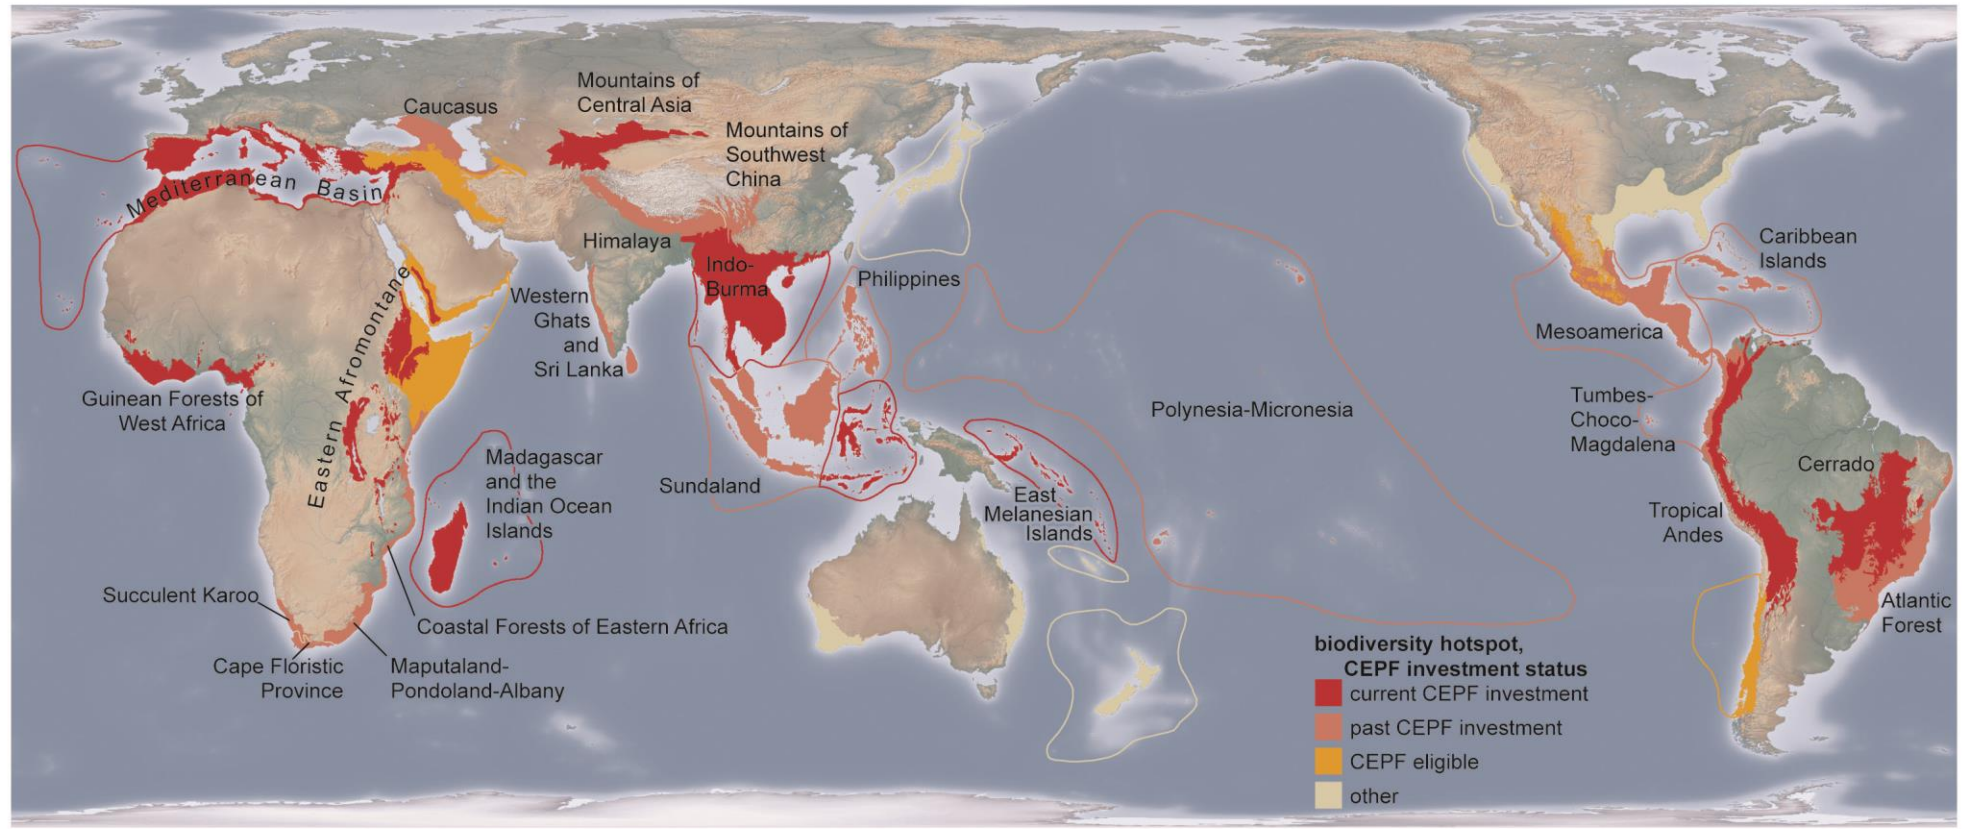 Mountains of
Central Asia
Caucasus
Mountains of
Southwest
China
Mediterranean Basin
Himalaya
Indo-
Burma
Philippines
Caribbean
Islands
Western
Ghats
and
Sri Lanka
Eastern Afromontane
Mesoamerica
Guinean Forests of
West Africa
Polynesia-Micronesia
Tumbes-
Choco-
Magdalena
Madagascar
and the
Indian Ocean
Islands
Sundaland
East
Melanesian
Islands
Cerrado
Tropical
Andes
Succulent Karoo
Coastal Forests of Eastern Africa
Atlantic
Forest
Cape Floristic
Province
Maputaland-
Pondoland-Albany
biodiversity hotspot,
CEPF investment status
current CEPF investment
past CEPF investment
CEPF eligible
other